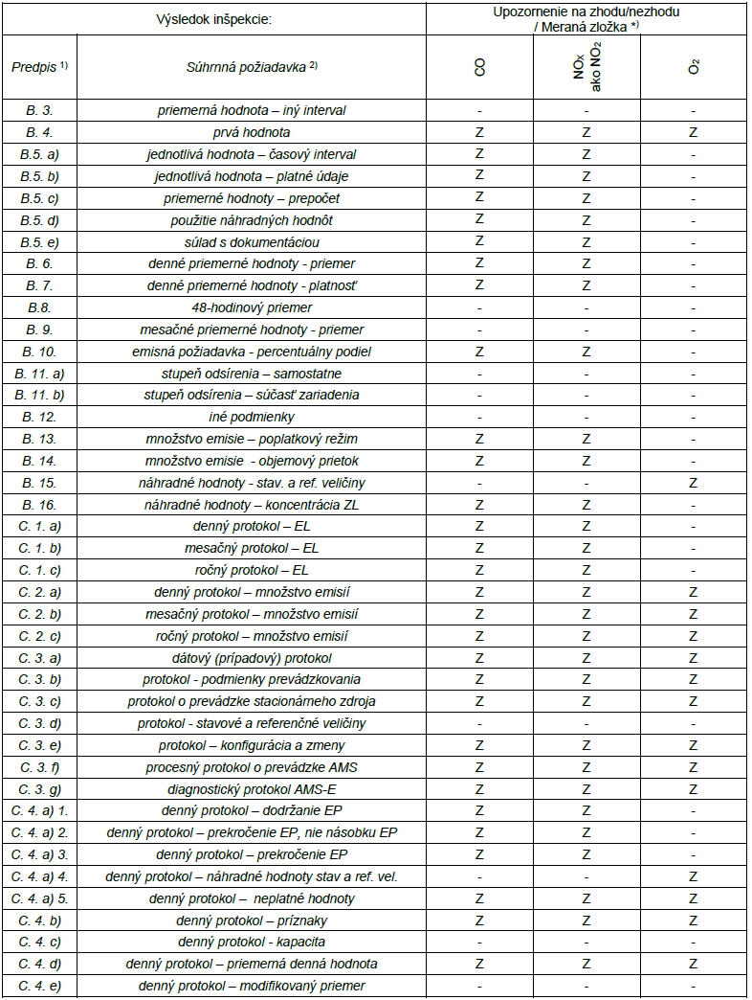 Výsledok inšpekcie: Upozornenie na zhodu/nezhodu
/ Meraná zložka *)
Predpis 1) Súhrnná požiadavka 2) CO NOX ako NO2 O2
B. 3. priemerná hodnota – iný interval - - -
B. 4. prvá hodnota Z Z Z
B.5. a) jednotlivá hodnota – časový interval Z Z -
B.5. b) jednotlivá hodnota – platné údaje Z Z -
B.5. c) priemerné hodnoty – prepočet Z Z -
B.5. d) použitie náhradných hodnôt Z Z -
B.5. e) súlad s dokumentáciou Z Z -
B. 6. denné priemerné hodnoty - priemer Z Z -
B. 7. denné priemerné hodnoty - platnosť Z Z -
B.8. 48-hodinový priemer - - -
B. 9. mesačné priemerné hodnoty - priemer - - -
B. 10. emisná požiadavka - percentuálny podiel Z Z -
B. 11. a) stupeň odsírenia – samostatne - - -
B. 11. b) stupeň odsírenia – súčasť zariadenia - - -
B. 12. iné podmienky - - -
B. 13. množstvo emisie – poplatkový režim Z Z -
B. 14. množstvo emisie - objemový prietok Z Z -
B. 15. náhradné hodnoty - stav. a ref. veličiny - - Z
B. 16. náhradné hodnoty – koncentrácia ZL Z Z -
C. 1. a) denný protokol – EL Z Z -
C. 1. b) mesačný protokol – EL Z Z -
C. 1. c) ročný protokol – EL Z Z -
C. 2. a) denný protokol – množstvo emisií Z Z Z
C. 2. b) mesačný protokol – množstvo emisií Z Z Z
C. 2. c) ročný protokol – množstvo emisií Z Z Z
C. 3. a) dátový (prípadový) protokol Z Z Z
C. 3. b) protokol - podmienky prevádzkovania Z Z Z
C. 3. c) protokol o prevádzke stacionárneho zdroja Z Z Z
C. 3. d) protokol - stavové a referenčné veličiny - - -
C. 3. e) protokol – konfigurácia a zmeny Z Z Z
C. 3. f) procesný protokol o prevádzke AMS Z Z Z
C. 3. g) diagnostický protokol AMS-E Z Z Z
C. 4. a) 1. denný protokol – dodržanie EP Z Z -
C. 4. a) 2. denný protokol – prekročenie EP, nie násobku EP Z Z -
C. 4. a) 3. denný protokol – prekročenie EP Z Z -
C. 4. a) 4. denný protokol – náhradné hodnoty stav a ref. vel. - - Z
C. 4. a) 5. denný protokol – neplatné hodnoty Z Z Z
C. 4. b) denný protokol – príznaky Z Z Z
C. 4. c) denný protokol - kapacita - - -
C. 4. d) denný protokol – priemerná denná hodnota Z Z Z
C. 4. e) denný protokol – modifikovaný priemer - - -